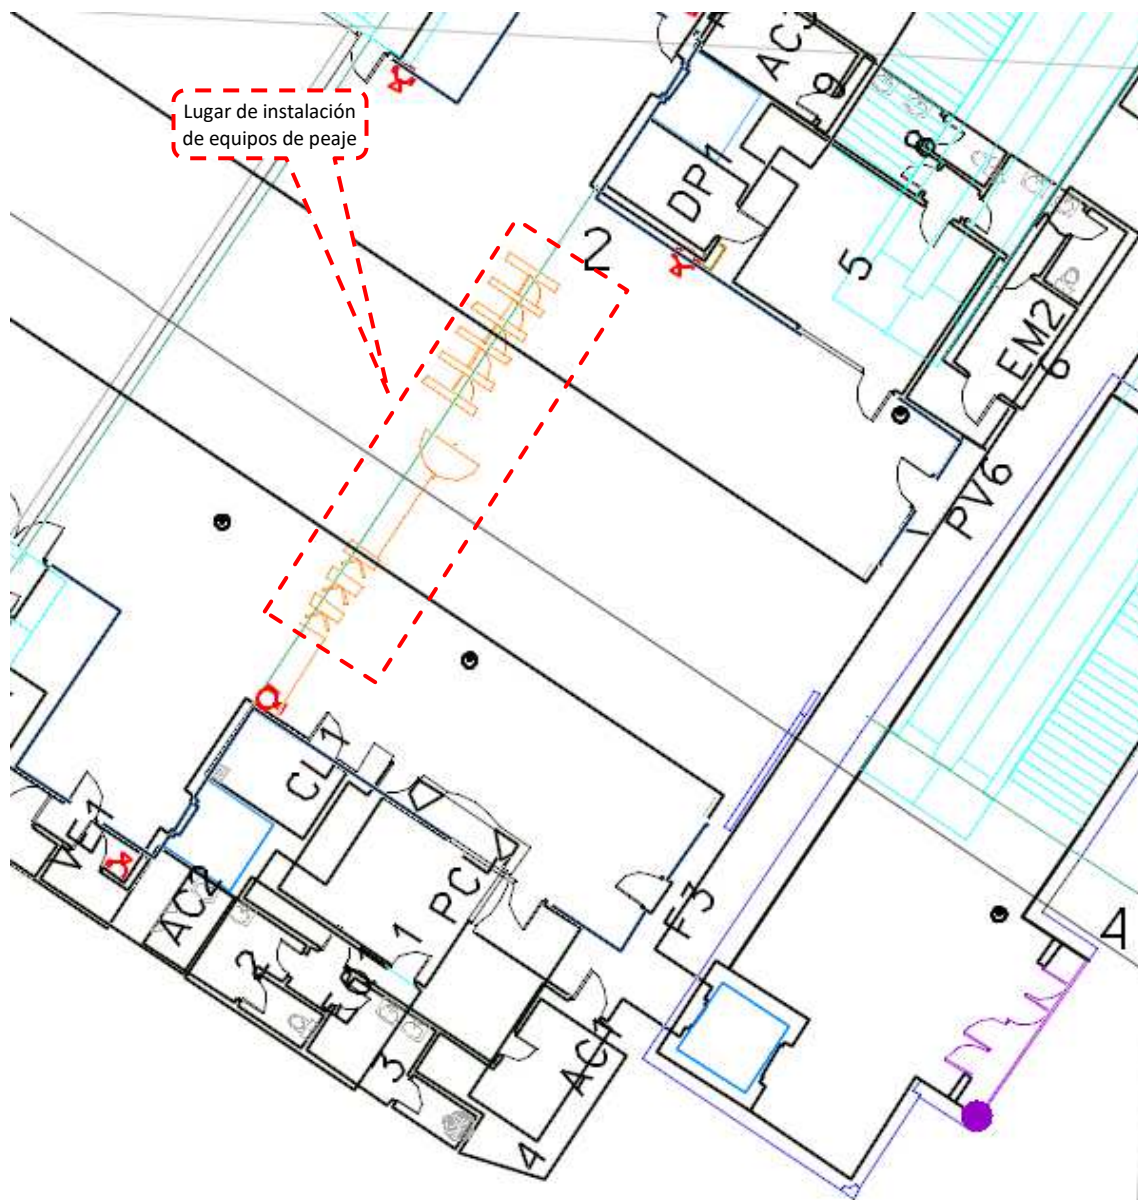 Lugar de instalación
de equipos de peaje
2
DP1
5
EM2
6
PV6
CL1
VE1
AC2
PC1
F3
1
2
3
4
AC1
A